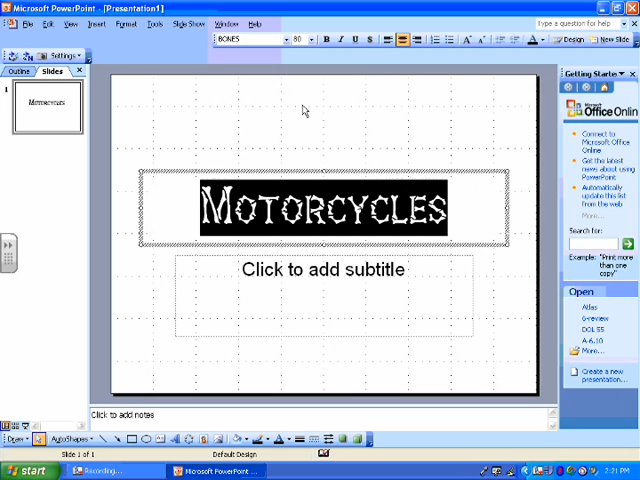 Microsoft PowerPoint - [Presentation1]
File Edit View Insert Format Tools Slide Show Window Help
Type a question for help
BONES 80 B I U S A A A Design New Slide
Settings
Outline Slides
Getting Starte
1
MOTORCYCLES
Office Onlin
Connect to
Microsoft Office
Online
Get the latest
news about using
PowerPoint
Automatically
update this list
from the web
More...
Search for:
Example: "Print more
than one
copy"
MOTORCYCLES
Click to add subtitle
Open
Atlas
6-review
DOL 55
A-6.10
More...
Create a new
presentation...
Click to add notes
Draw AutoShapes A
Slide 1 of 1 Default Design
start Recording... Microsoft PowerPoint ... 2:21 PM